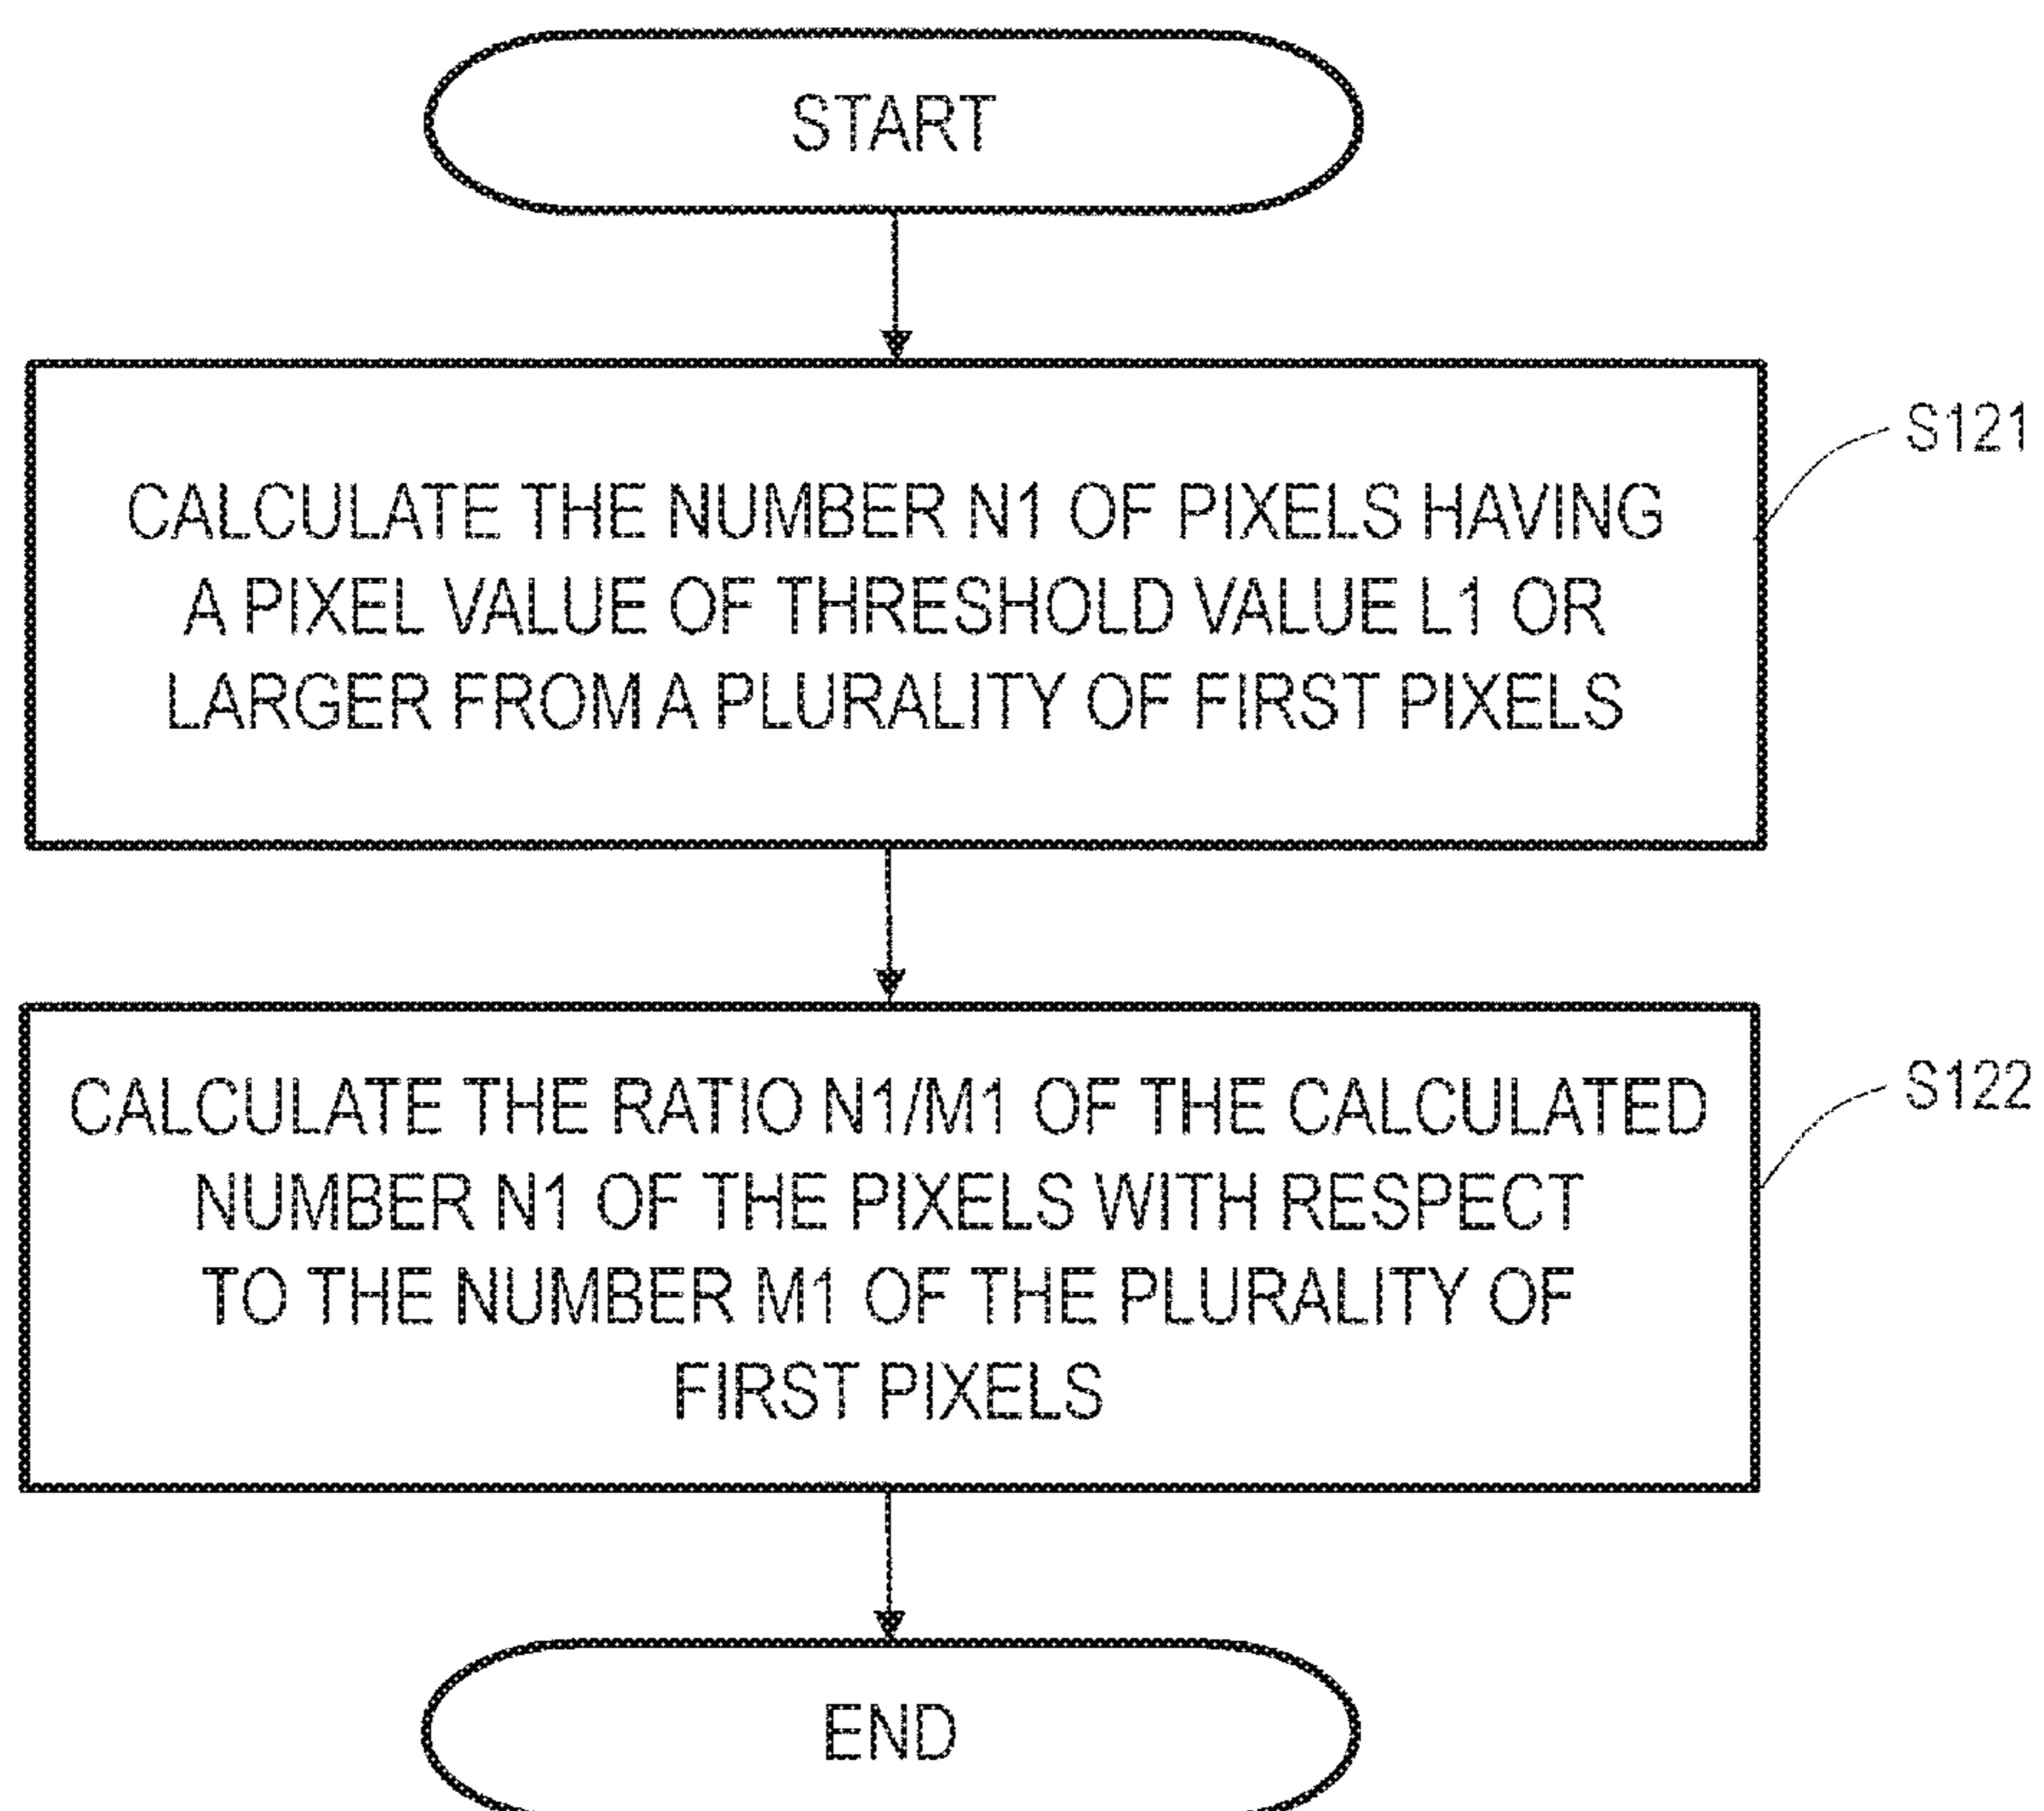 START
S121
CALCULATE THE NUMBER N1 OF PIXELS HAVING
A PIXEL VALUE OF THRESHOLD VALUE L1 OR
LARGER FROM A PLURALITY OF FIRST PIXELS
S122
CALCULATE THE RATIO N1/M1 OF THE CALCULATED
NUMBER N1 OF THE PIXELS WITH RESPECT
TO THE NUMBER M1 OF THE PLURALITY OF
FIRST PIXELS
END